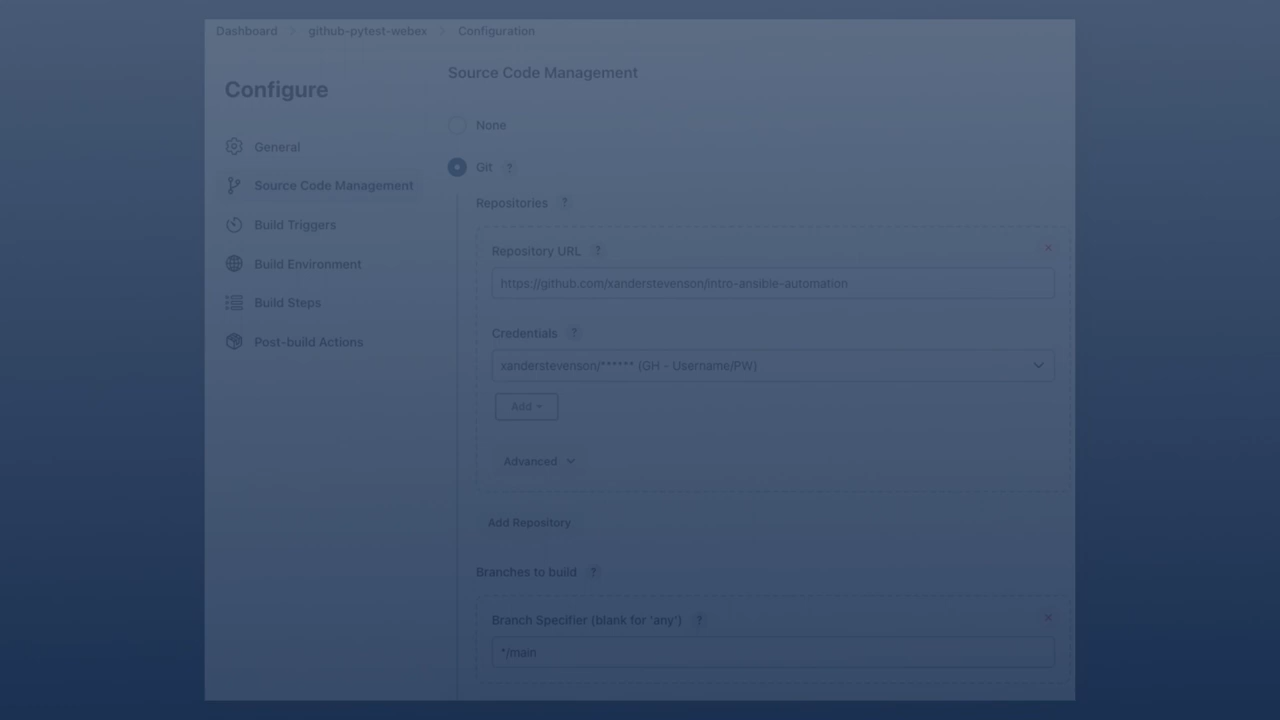 Dashboard > github-pytest-webex > Configuration
Configure
General
Source Code Management
Build Triggers
Build Environment
Build Steps
Post-build Actions
Source Code Management
None
Git ?
Repositories ?
Repository URL ?
https://github.com/xanderstevenson/intro-ansible-automation
Credentials ?
xanderstevenson/****** (GH - Username/PW)
Add
Advanced
Add Repository
Branches to build ?
Branch Specifier (blank for 'any') ?
*/main